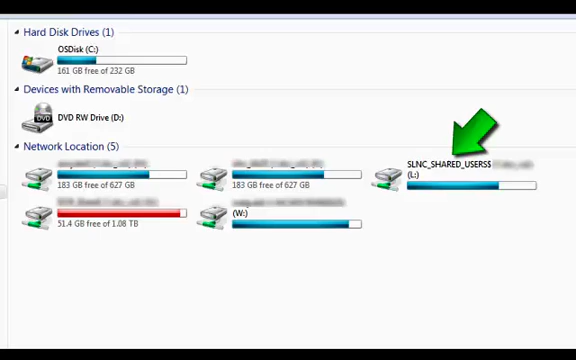 Hard Disk Drives (1)
OSDisk (C:)
161 GB free of 232 GB
Devices with Removable Storage (1)
DVD
DVD RW Drive (D:)
Network Location (5)
183 GB free of 627 GB
183 GB free of 627 GB
SLNC_SHARED_USERS$
(L:)
51.4 GB free of 1.08 TB
(W:)